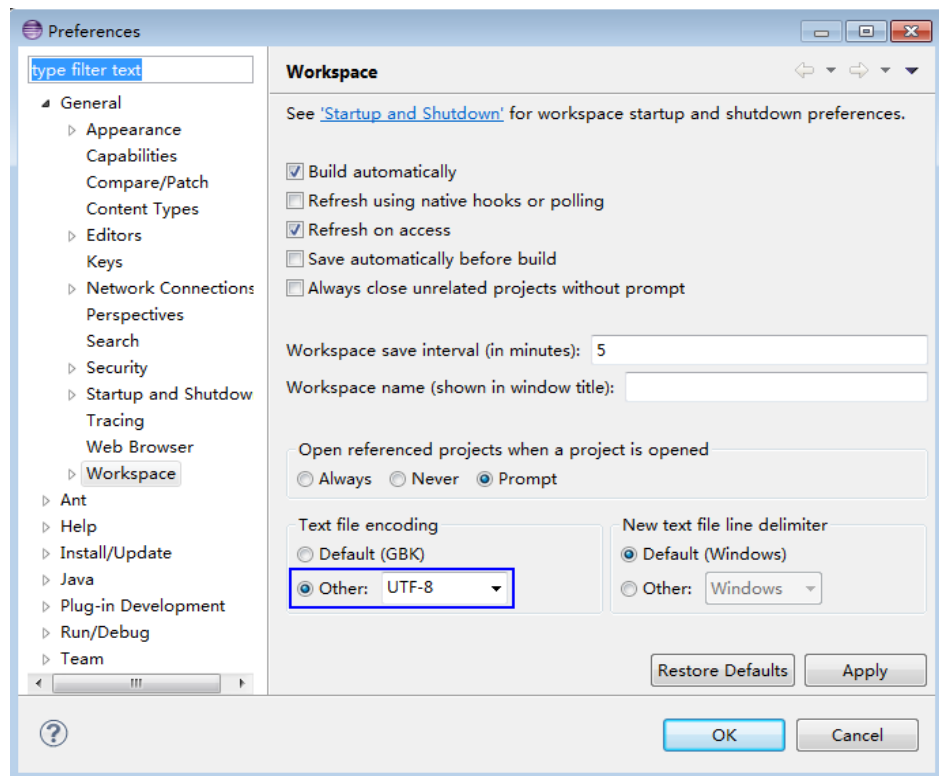 Preferences
type filter text
General
Appearance
Capabilities
Compare/Patch
Content Types
Editors
Keys
Network Connections
Perspectives
Search
Security
Startup and Shutdow
Tracing
Web Browser
Workspace
Ant
Help
Install/Update
Java
Plug-in Development
Run/Debug
Team
Workspace
See 'Startup and Shutdown' for workspace startup and shutdown preferences.
Build automatically
Refresh using native hooks or polling
Refresh on access
Save automatically before build
Always close unrelated projects without prompt
Workspace save interval (in minutes): 5
Workspace name (shown in window title):
Open referenced projects when a project is opened
Always Never Prompt
Text file encoding
Default (GBK)
Other: UTF-8
New text file line delimiter
Default (Windows)
Other: Windows
Restore Defaults Apply
? OK Cancel